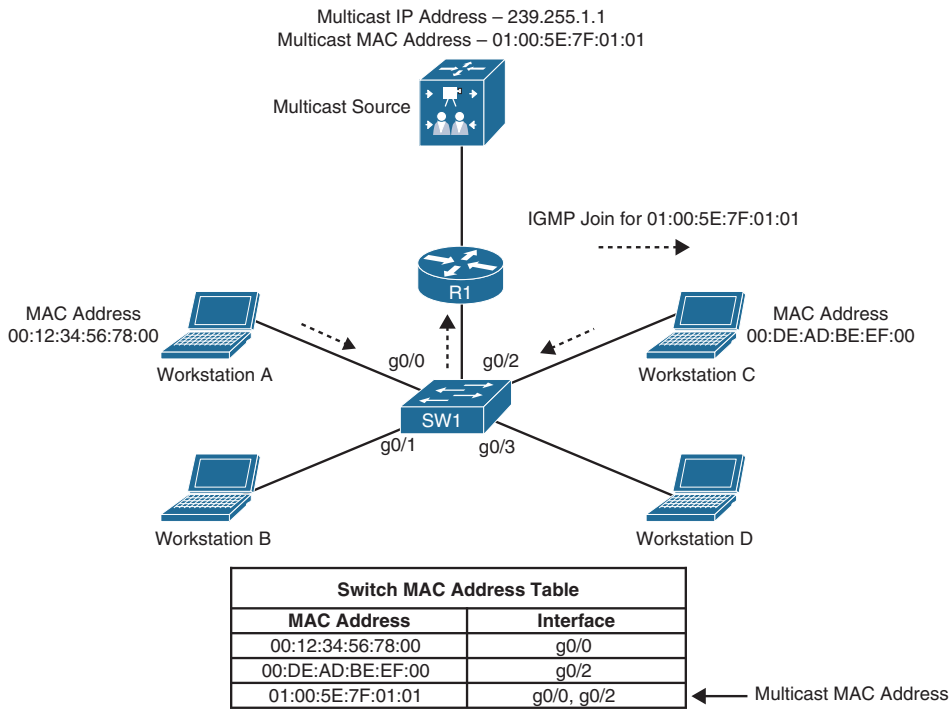 Multicast IP Address – 239.255.1.1
Multicast MAC Address – 01:00:5E:7F:01:01
Multicast Source
IGMP Join for 01:00:5E:7F:01:01
R1
MAC Address
00:12:34:56:78:00
Workstation A
MAC Address
00:DE:AD:BE:EF:00
Workstation C
g0/0
g0/2
SW1
g0/1
g0/3
Workstation B
Workstation D
Switch MAC Address Table
MAC Address Interface
00:12:34:56:78:00 g0/0
00:DE:AD:BE:EF:00 g0/2
01:00:5E:7F:01:01 g0/0, g0/2
Multicast MAC Address